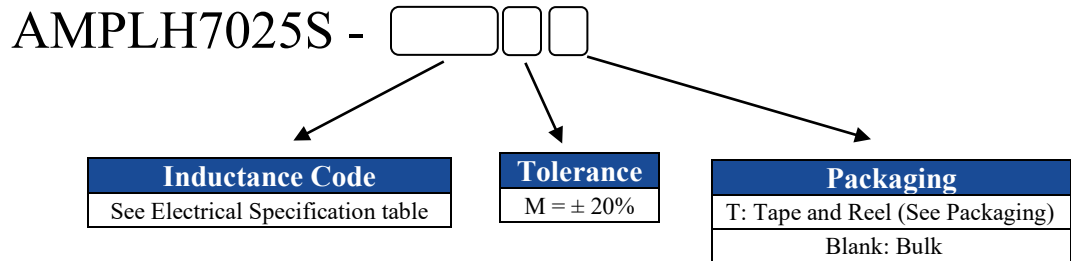 AMPLH7025S -
Inductance Code
See Electrical Specification table
Tolerance
M = ± 20%
Packaging
T: Tape and Reel (See Packaging)
Blank: Bulk